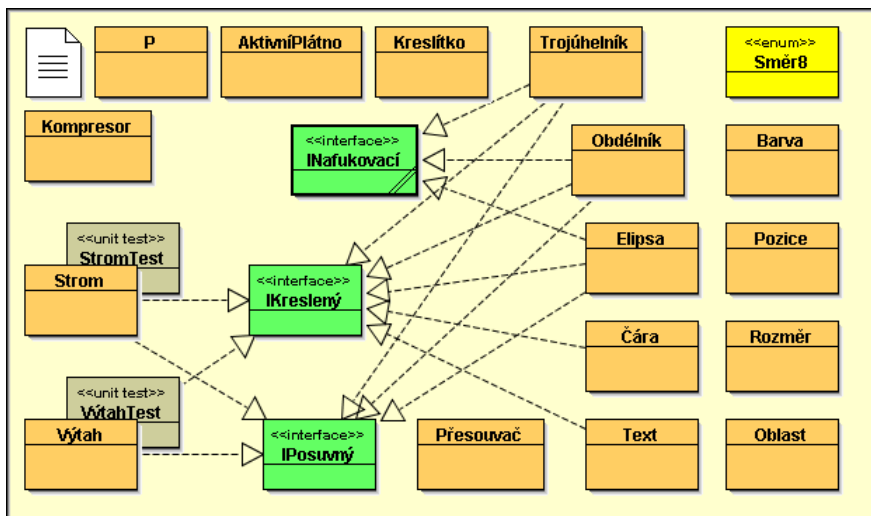 P
AktivníPlátno
Kreslítko
Trojúhelník
<<enum>>
Směr8
Kompresor
<<interface>>
INafukovací
Obdélník
Barva
<<unit test>>
StromTest
Strom
<<interface>>
IKreslený
Elipsa
Pozice
Čára
Rozměr
<<unit test>>
VýtahTest
Výtah
<<interface>>
IPosuvný
Přesouvač
Text
Oblast